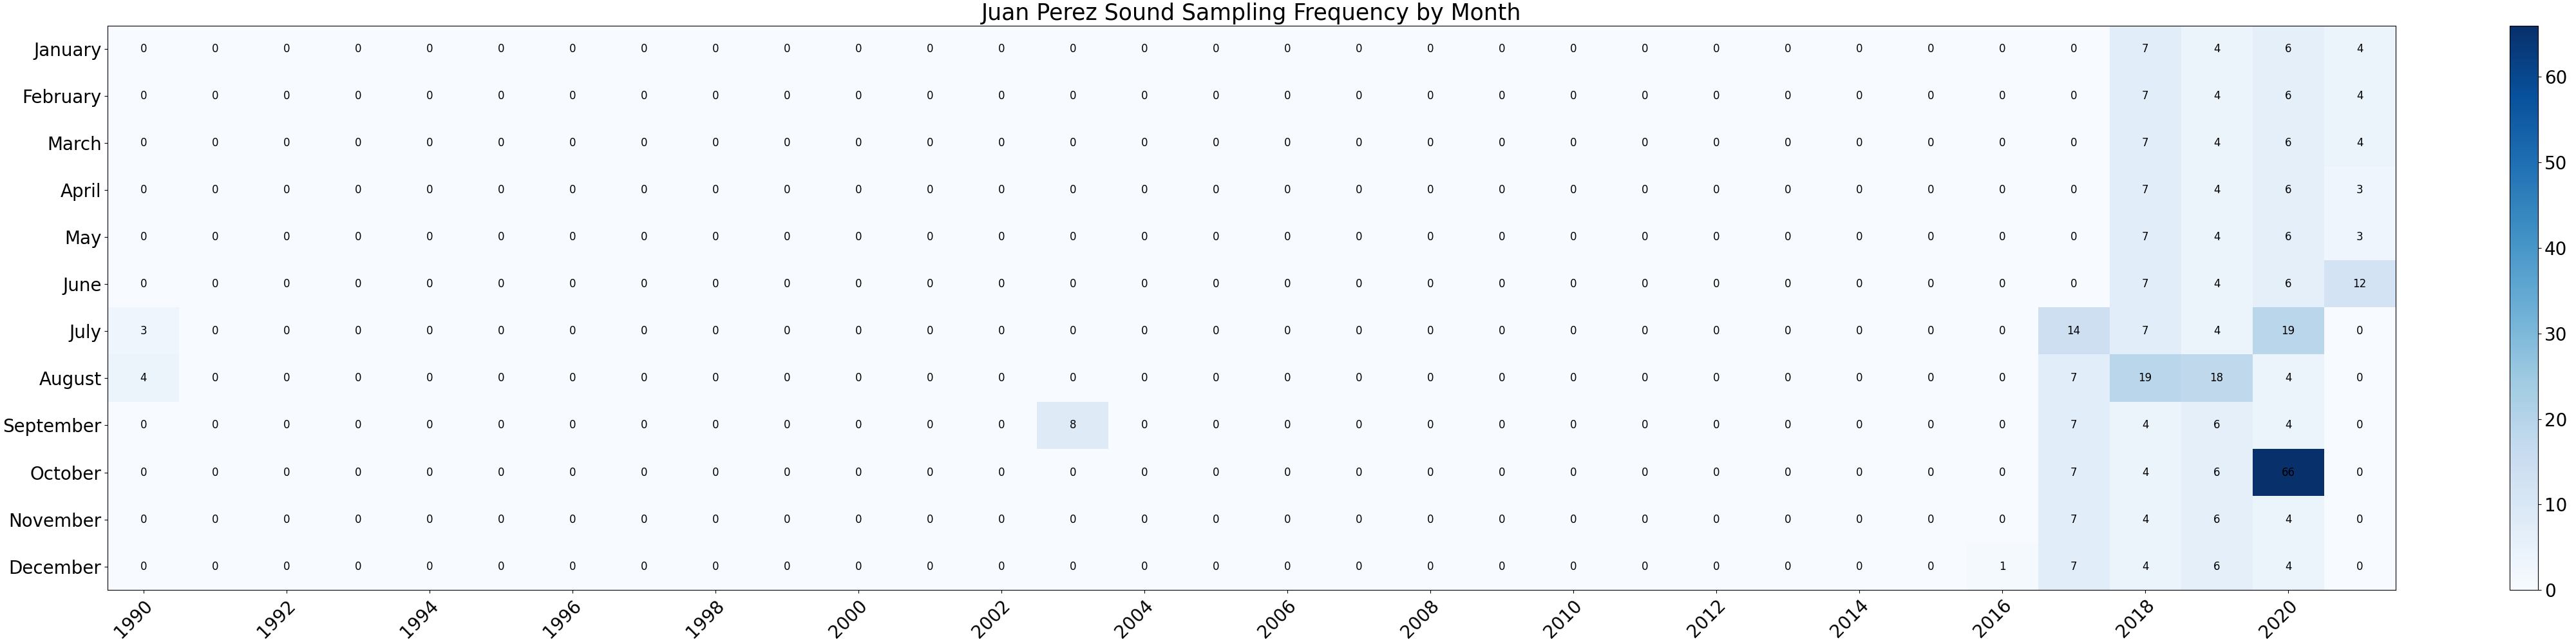 Juan Perez Sound Sampling Frequency by Month
January 0 0 0 0 0 0 0 0 0 0 0 0 0 0 0 0 0 0 0 0 0 0 0 0 0 0 0 0 7 4 6 4
February 0 0 0 0 0 0 0 0 0 0 0 0 0 0 0 0 0 0 0 0 0 0 0 0 0 0 0 0 7 4 6 4
March 0 0 0 0 0 0 0 0 0 0 0 0 0 0 0 0 0 0 0 0 0 0 0 0 0 0 0 0 7 4 6 4
April 0 0 0 0 0 0 0 0 0 0 0 0 0 0 0 0 0 0 0 0 0 0 0 0 0 0 0 0 7 4 6 3
May 0 0 0 0 0 0 0 0 0 0 0 0 0 0 0 0 0 0 0 0 0 0 0 0 0 0 0 0 7 4 6 3
June 0 0 0 0 0 0 0 0 0 0 0 0 0 0 0 0 0 0 0 0 0 0 0 0 0 0 0 0 7 4 6 12
July 3 0 0 0 0 0 0 0 0 0 0 0 0 0 0 0 0 0 0 0 0 0 0 0 0 0 0 14 7 4 19 0
August 4 0 0 0 0 0 0 0 0 0 0 0 0 0 0 0 0 0 0 0 0 0 0 0 0 0 0 7 19 18 4 0
September 0 0 0 0 0 0 0 0 0 0 0 0 0 8 0 0 0 0 0 0 0 0 0 0 0 0 0 7 4 6 4 0
October 0 0 0 0 0 0 0 0 0 0 0 0 0 0 0 0 0 0 0 0 0 0 0 0 0 0 0 7 4 6 66 0
November 0 0 0 0 0 0 0 0 0 0 0 0 0 0 0 0 0 0 0 0 0 0 0 0 0 0 0 7 4 6 4 0
December 0 0 0 0 0 0 0 0 0 0 0 0 0 0 0 0 0 0 0 0 0 0 0 0 0 0 1 7 4 6 4 0
1990 1992 1994 1996 1998 2000 2002 2004 2006 2008 2010 2012 2014 2016 2018 2020
60
50
40
30
20
10
0